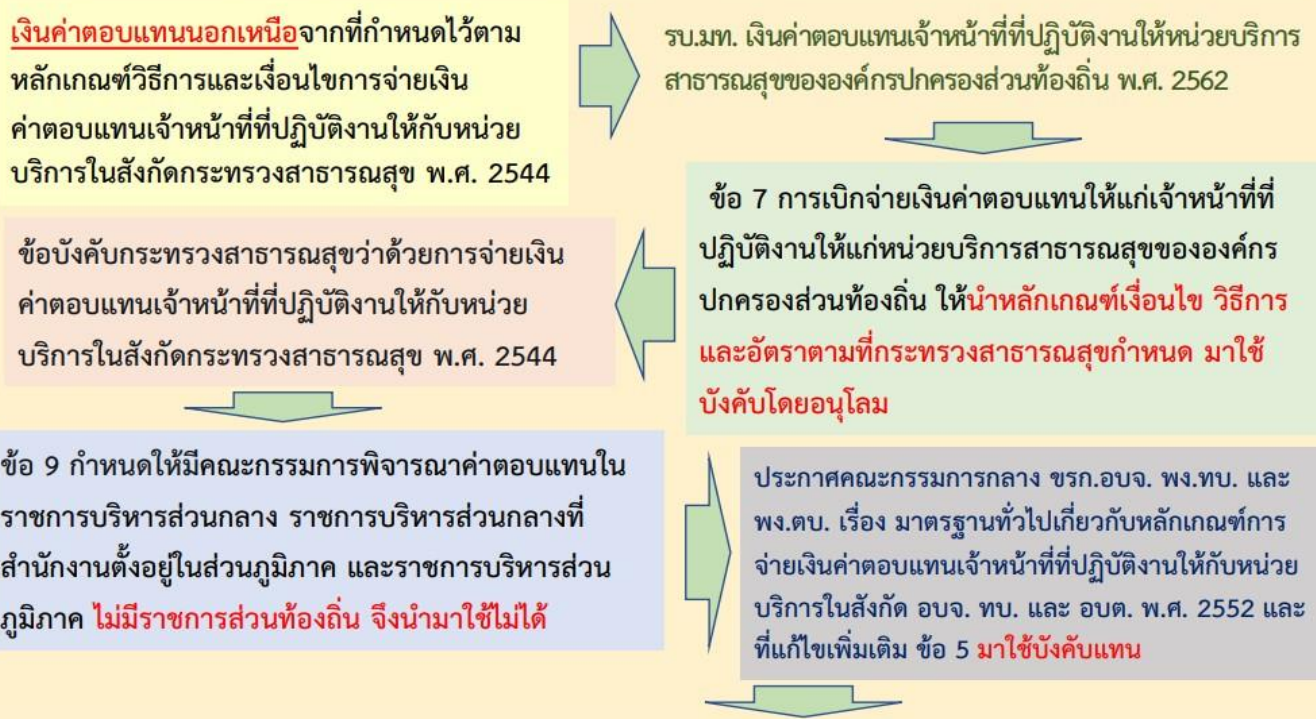 เงินค่าตอบแทนนอกเหนือจากที่กำหนดไว้ตาม
หลักเกณฑ์วิธีการและเงื่อนไขการจ่ายเงิน
ค่าตอบแทนเจ้าหน้าที่ที่ปฏิบัติงานให้กับหน่วย
บริการในสังกัดกระทรวงสาธารณสุข พ.ศ. 2544
รบ.มท. เงินค่าตอบแทนเจ้าหน้าที่ที่ปฏิบัติงานให้หน่วยบริการ
สาธารณสุขขององค์กรปกครองส่วนท้องถิ่น พ.ศ. 2562
ข้อ 7 การเบิกจ่ายเงินค่าตอบแทนให้แก่เจ้าหน้าที่ที่
ปฏิบัติงานให้แก่หน่วยบริการสาธารณสุขขององค์กร
ปกครองส่วนท้องถิ่น ให้นำหลักเกณฑ์เงื่อนไข วิธีการ
และอัตราตามที่กระทรวงสาธารณสุขกำหนด มาใช้
บังคับโดยอนุโลม
ข้อบังคับกระทรวงสาธารณสุขว่าด้วยการจ่ายเงิน
ค่าตอบแทนเจ้าหน้าที่ที่ปฏิบัติงานให้กับหน่วย
บริการในสังกัดกระทรวงสาธารณสุข พ.ศ. 2544
ข้อ 9 กำหนดให้มีคณะกรรมการพิจารณาค่าตอบแทนใน
ราชการบริหารส่วนกลาง ราชการบริหารส่วนกลางที่
สำนักงานตั้งอยู่ในส่วนภูมิภาค และราชการบริหารส่วน
ภูมิภาค ไม่มีราชการส่วนท้องถิ่น จึงนำมาใช้ไม่ได้
ประกาศคณะกรรมการกลาง ขรก.อบจ. พง.ทบ. และ
พง.ตบ. เรื่อง มาตรฐานทั่วไปเกี่ยวกับหลักเกณฑ์การ
จ่ายเงินค่าตอบแทนเจ้าหน้าที่ที่ปฏิบัติงานให้กับหน่วย
บริการในสังกัด อบจ. ทบ. และ อบต. พ.ศ. 2552 และ
ที่แก้ไขเพิ่มเติม ข้อ 5 มาใช้บังคับแทน